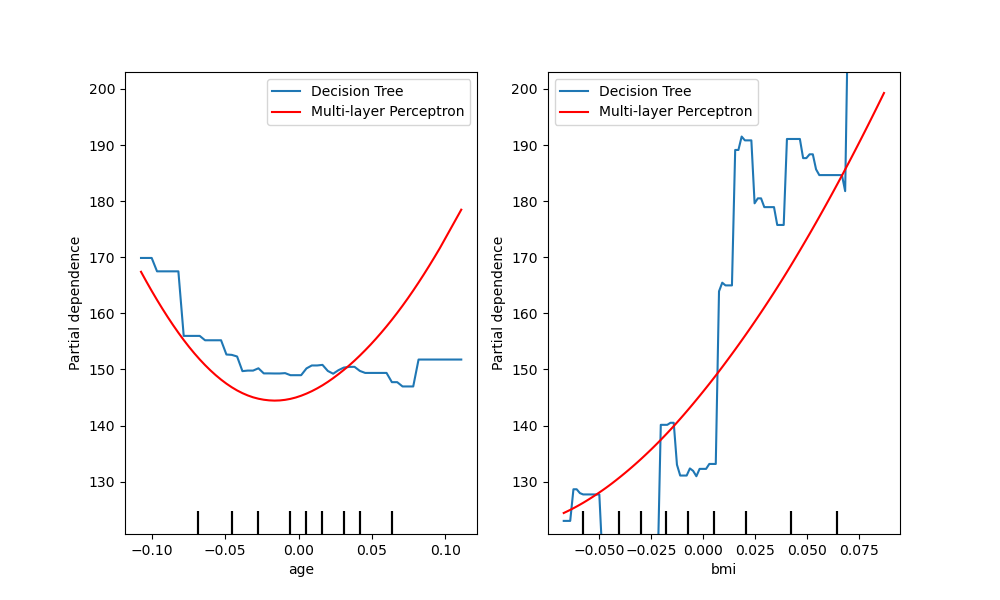 Decision Tree
Multi-layer Perceptron
200
190
180
170
160
150
140
130
Partial dependence
−0.10 −0.05 0.00 0.05 0.10
age
Decision Tree
Multi-layer Perceptron
200
190
180
170
160
150
140
130
Partial dependence
−0.050 −0.025 0.000 0.025 0.050 0.075
bmi